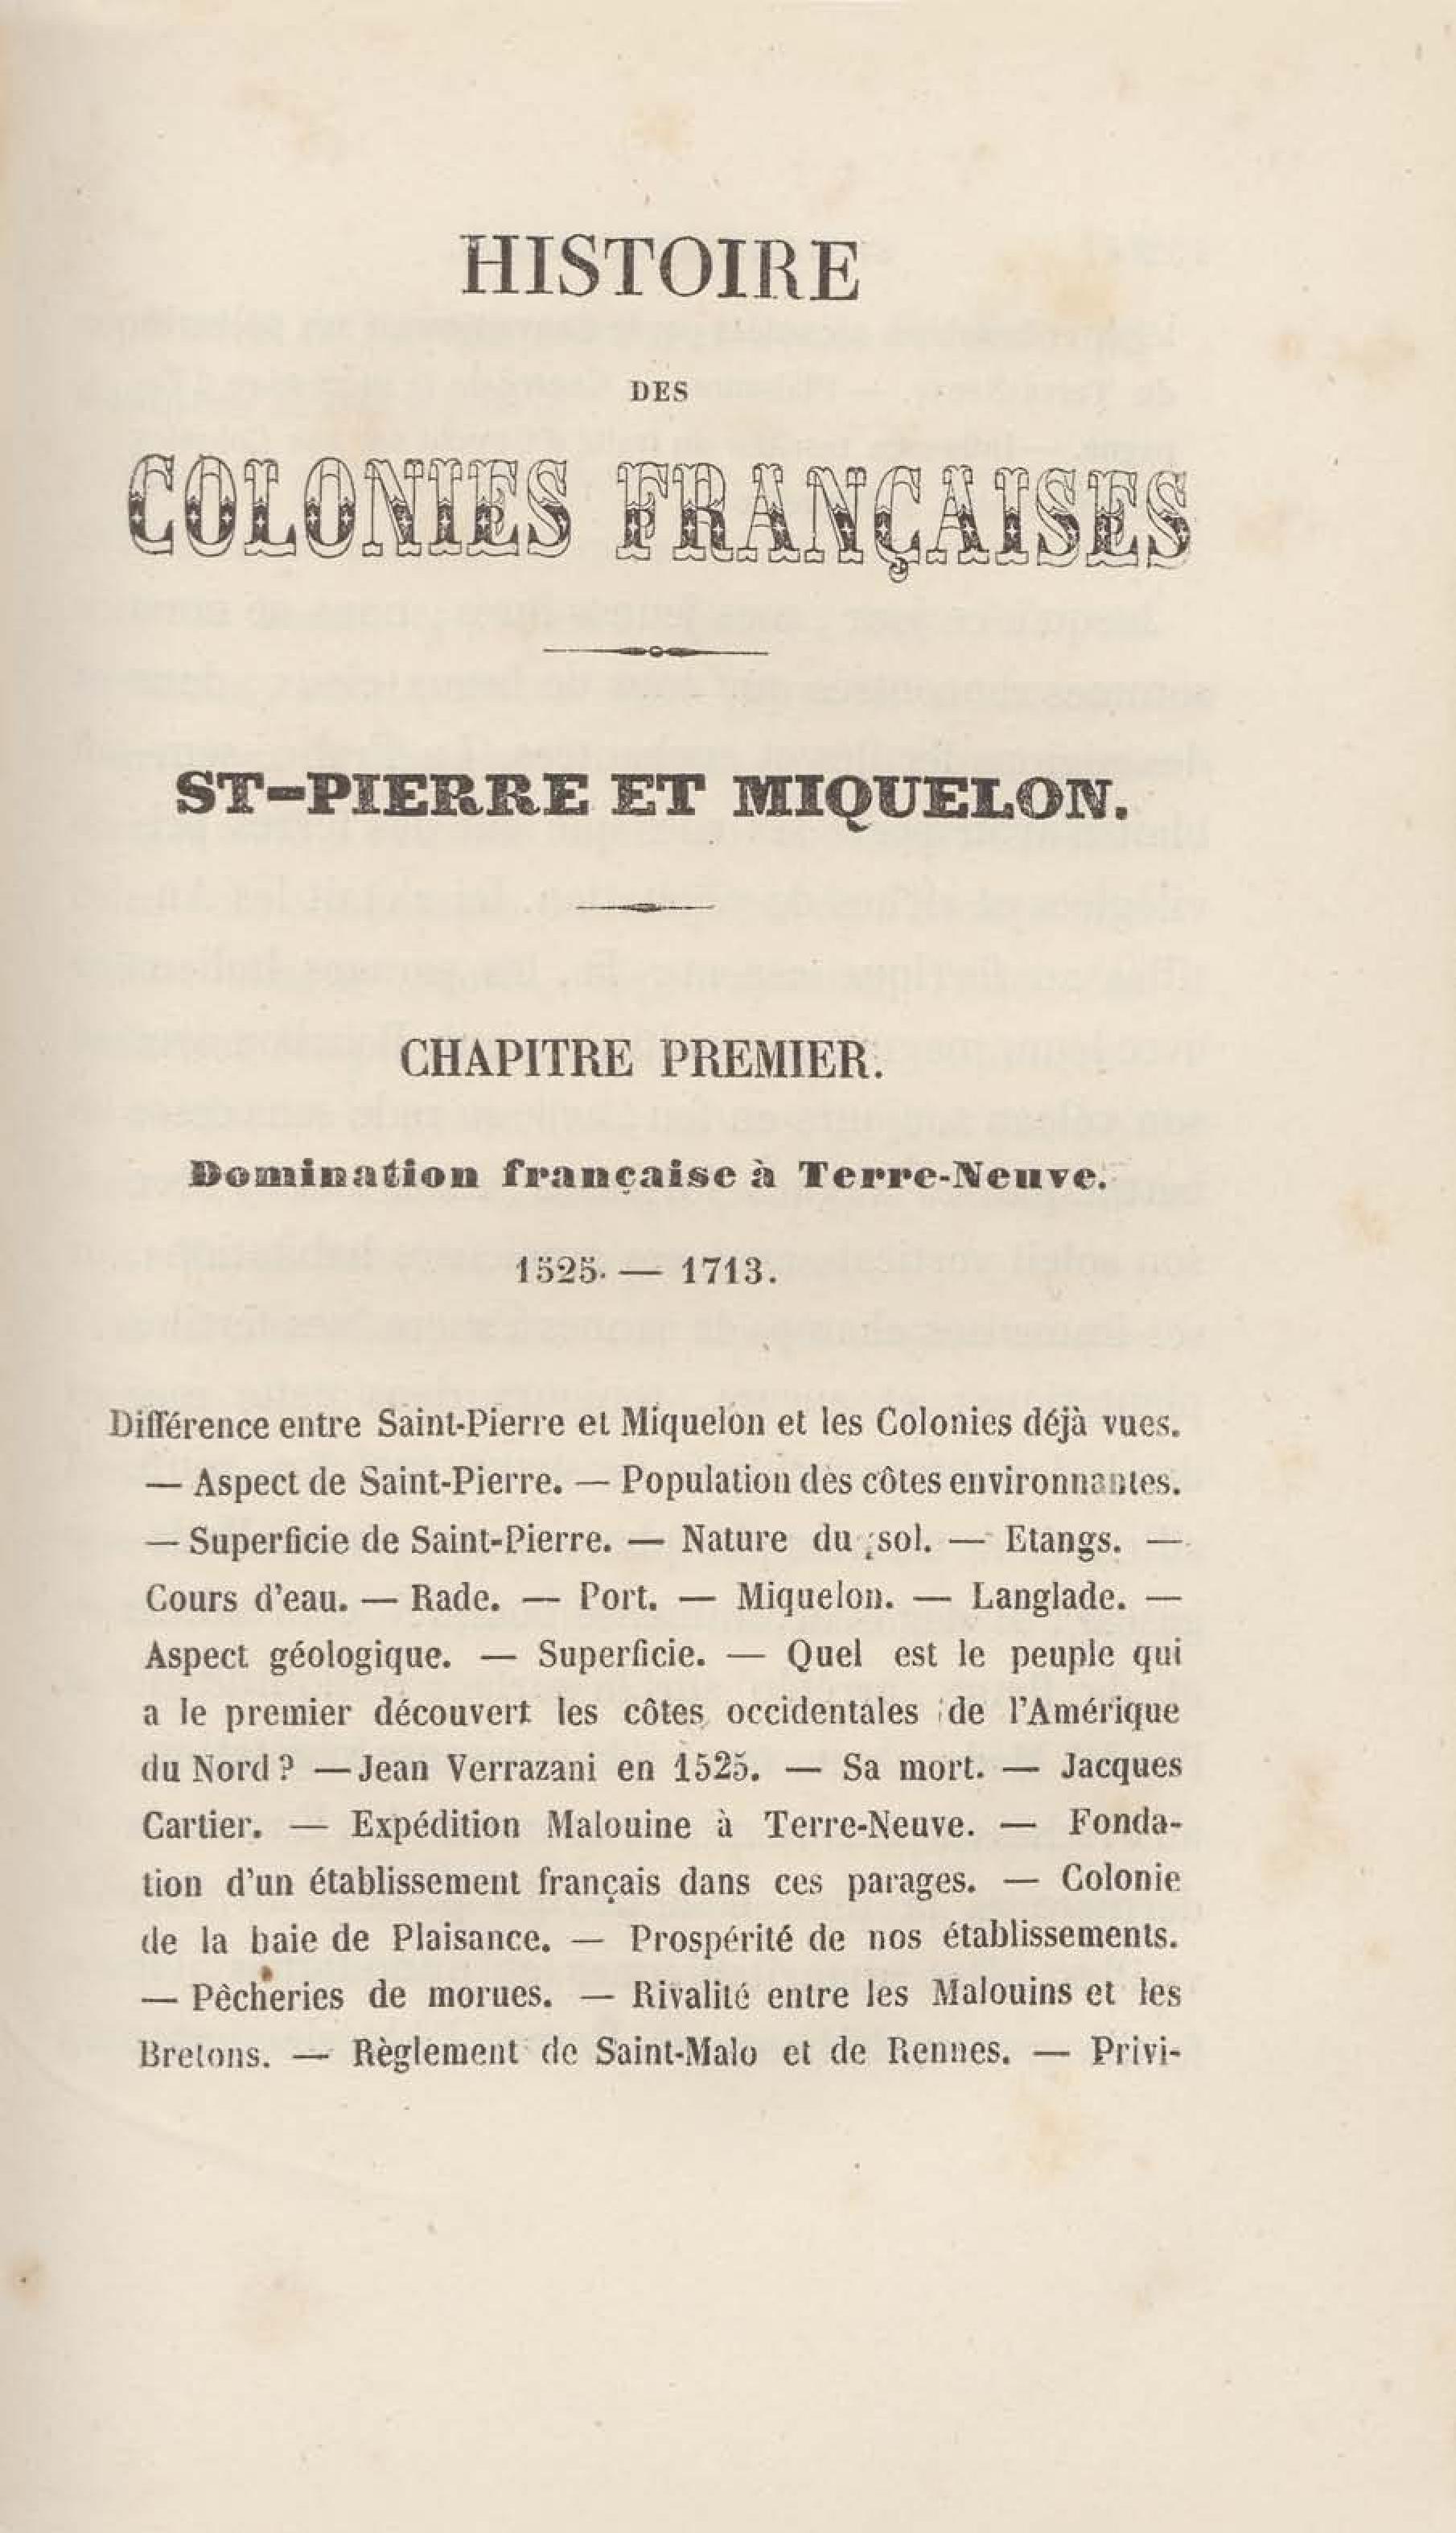 HISTOIRE
DES
COLONIES FRANÇAISES
ST-PIERRE ET MIQUELON.
CHAPITRE PREMIER.
Domination française à Terre-Neuve.
1525. — 1713.
Différence entre Saint-Pierre et Miquelon et les Colonies déjà vues.
— Aspect de Saint-Pierre. — Population des côtes environnantes.
— Superficie de Saint-Pierre. — Nature du sol. — Etangs. —
Cours d'eau. — Rade. — Port. — Miquelon. — Langlade. —
Aspect géologique. — Superficie. — Quel est le peuple qui
a le premier découvert les côtes occidentales de l'Amérique
du Nord ? — Jean Verrazani en 1525. — Sa mort. — Jacques
Cartier. — Expédition Malouine à Terre-Neuve. — Fonda-
tion d'un établissement français dans ces parages. — Colonie
de la baie de Plaisance. — Prospérité de nos établissements.
— Pêcheries de morues. — Rivalité entre les Malouins et les
Bretons. — Règlement de Saint-Malo et de Rennes. — Privi-